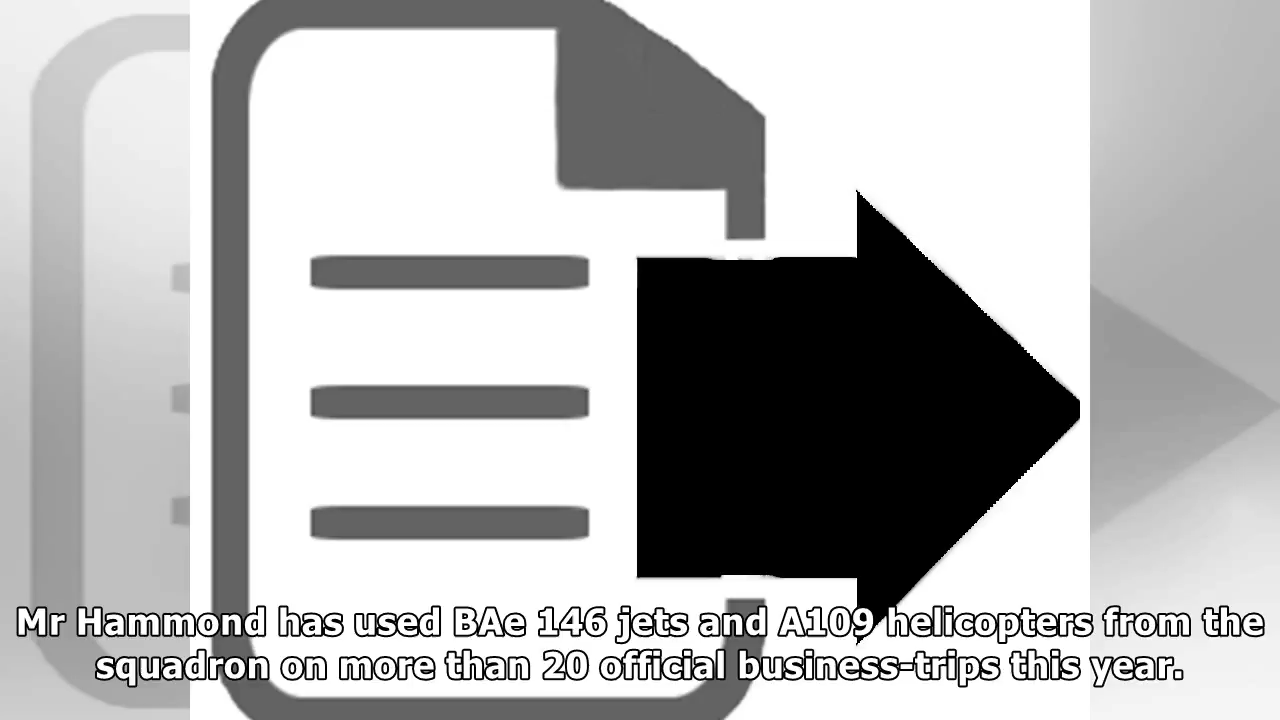 Mr Hammond has used BAe 146 jets and A109 helicopters from the
squadron on more than 20 official business-trips this year.